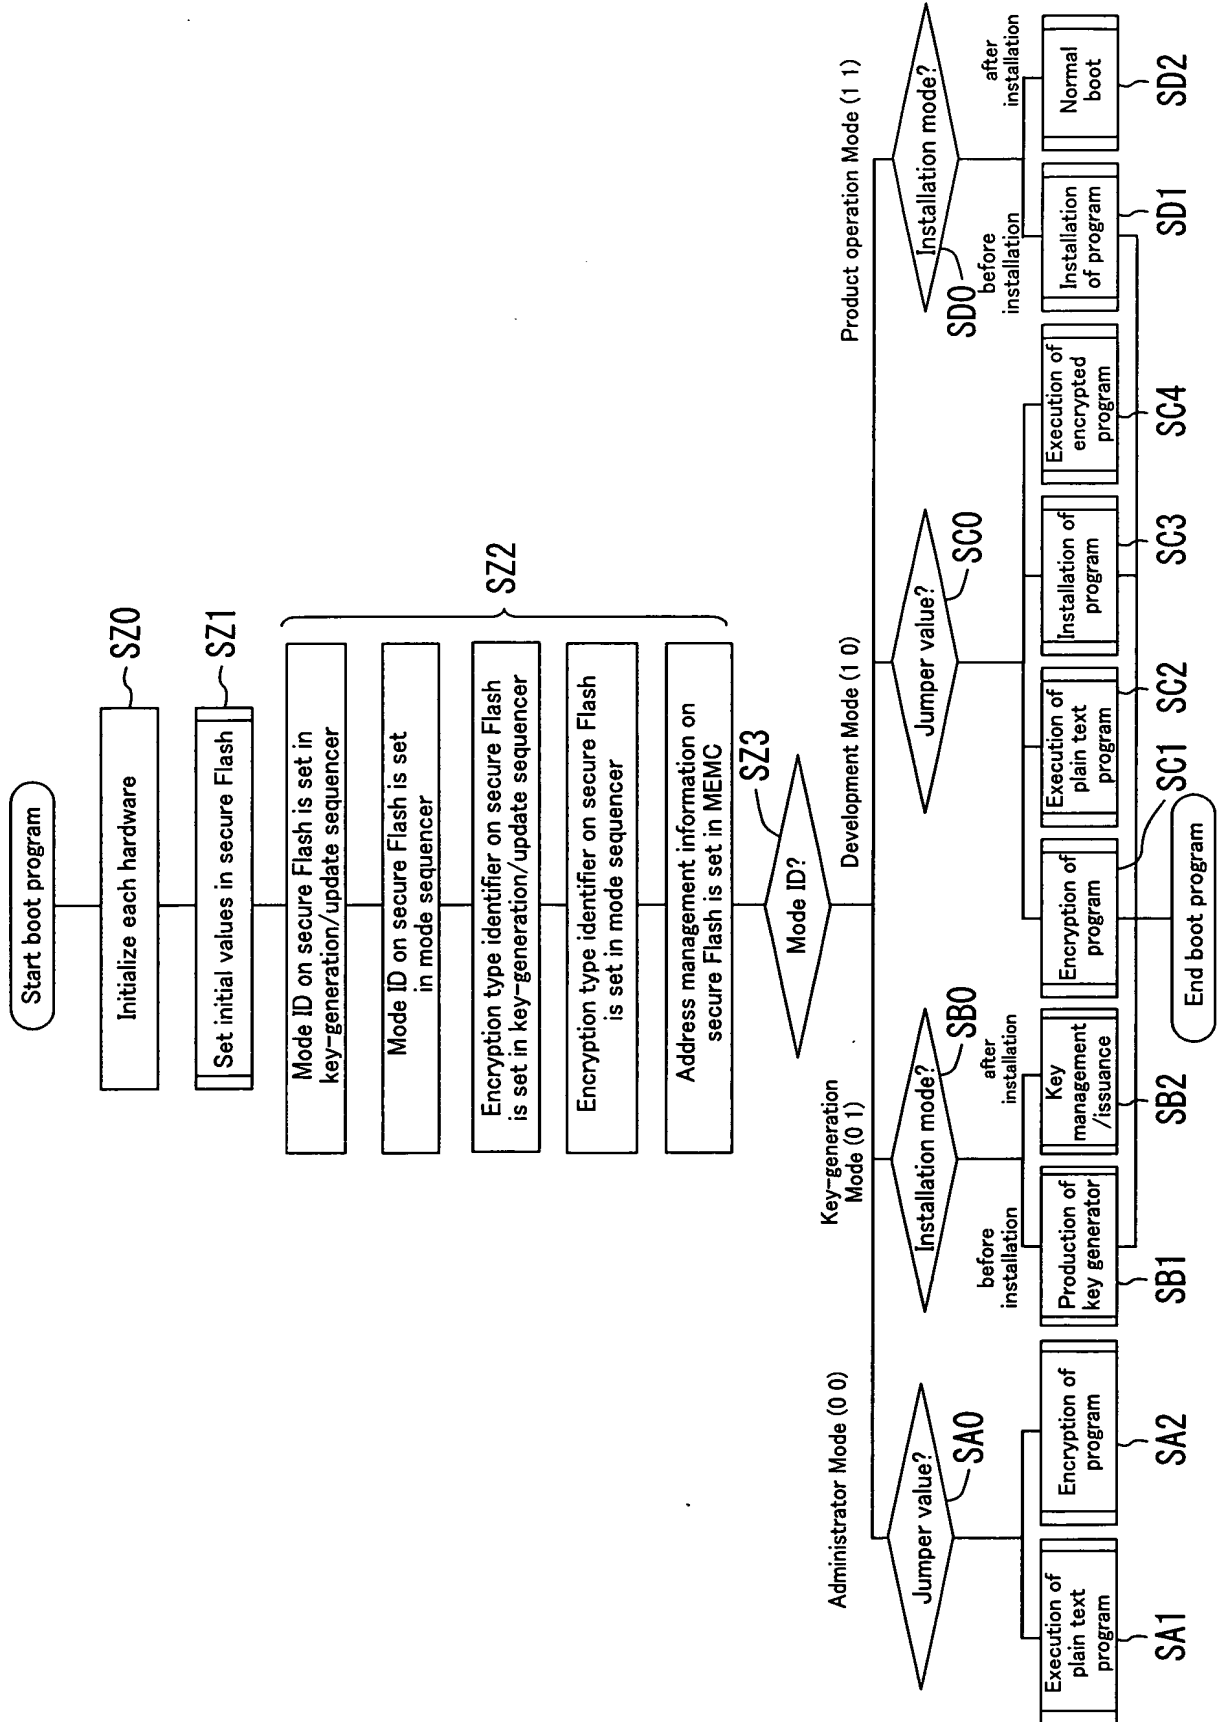 Start boot program
Initialize each hardware
SZ0
Set initial values in secure Flash
SZ1
Mode ID on secure Flash is set in
key-generation/update sequencer
Mode ID on secure Flash is set
in mode sequencer
Encryption type identifier on secure Flash
is set in key-generation/update sequencer
Encryption type identifier on secure Flash
is set in mode sequencer
Address management information on
secure Flash is set in MEMC
SZ2
Mode ID?
SZ3
Administrator Mode (0 0)
Key-generation
Mode (0 1)
Development Mode (1 0)
Product operation Mode (1 1)
Jumper value?
SA0
Installation mode?
SB0
Jumper value?
SC0
Installation mode?
SD0
before
installation
after
installation
before
installation
after
installation
Execution of
plain text
program
SA1
Encryption of
program
SA2
Production of
key generator
SB1
Key
management
/issuance
SB2
Encryption of
program
SC1
Execution of
plain text
program
SC2
Installation of
program
SC3
Execution of
encrypted
program
SC4
Installation
of program
SD1
Normal
boot
SD2
End boot program